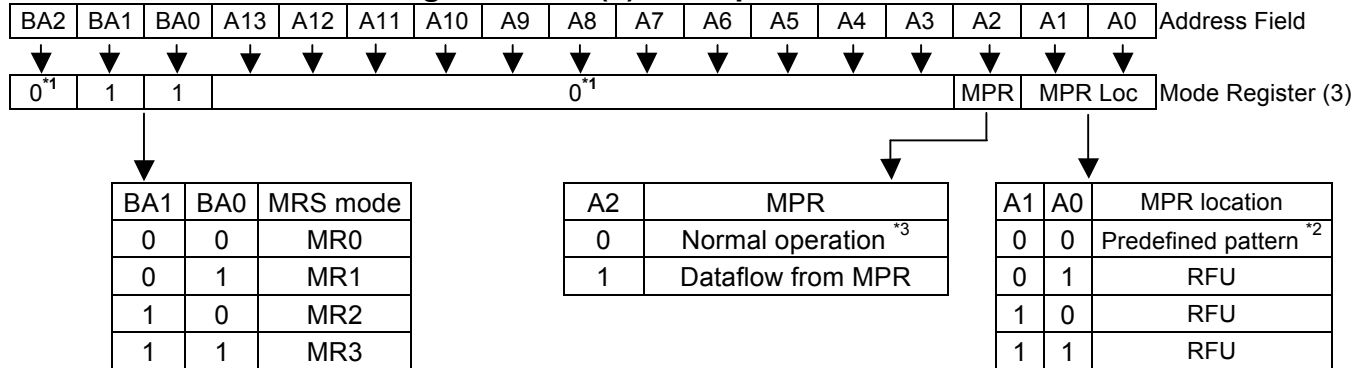 BA2 BA1 BA0 A13 A12 A11 A10 A9 A8 A7 A6 A5 A4 A3 A2 A1 A0 Address Field
0*1 1 1 0*1 MPR MPR Loc Mode Register (3)
BA1 BA0 MRS mode
0 0 MR0
0 1 MR1
1 0 MR2
1 1 MR3
A2 MPR
0 Normal operation *3
1 Dataflow from MPR
A1 A0 MPR location
0 0 Predefined pattern *2
0 1 RFU
1 0 RFU
1 1 RFU